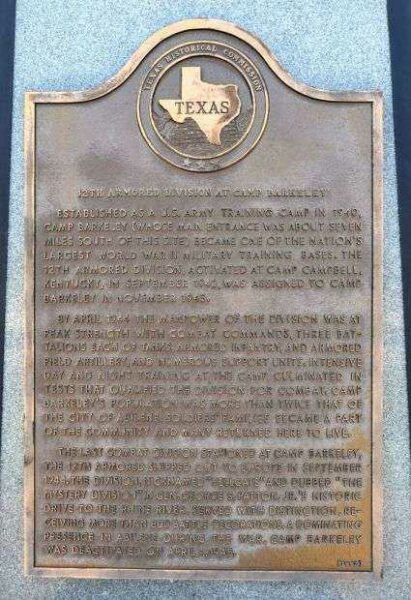 TEXAS HISTORICAL COMMISSION
TEXAS
12TH ARMORED DIVISION AT CAMP BARKELEY
ESTABLISHED AS A U.S. ARMY TRAINING CAMP IN 1940,
CAMP BARKELEY (WHOSE MAIN ENTRANCE WAS ABOUT SEVEN
MILES SOUTH OF THIS SITE) BECAME ONE OF THE NATION'S
LARGEST WORLD WAR II MILITARY TRAINING BASES. THE
12TH ARMORED DIVISION, ACTIVATED AT CAMP CAMPBELL,
KENTUCKY, IN SEPTEMBER 1942, WAS ASSIGNED TO CAMP
BARKELEY IN NOVEMBER 1943.
BY APRIL 1944 THE MANPOWER OF THE DIVISION WAS AT
PEAK STRENGTH WITH COMBAT COMMANDS, THREE BAT-
TALIONS EACH OF TANKS, ARMORED INFANTRY, AND ARMORED
FIELD ARTILLERY, AND NUMEROUS SUPPORT UNITS. INTENSIVE
DAY AND NIGHT TRAINING AT THE CAMP CULMINATED IN
TESTS THAT QUALIFIED THE DIVISION FOR COMBAT. CAMP
BARKELEY'S POPULATION WAS MORE THAN TWICE THAT OF
THE CITY OF ABILENE. SOLDIERS' FAMILIES BECAME A PART
OF THE COMMUNITY AND MANY RETURNED HERE TO LIVE.
THE LAST COMBAT DIVISION STATIONED AT CAMP BARKELEY,
THE 12TH ARMORED SHIPPED OUT TO EUROPE IN SEPTEMBER
1944. THE DIVISION, NICKNAMED "HELLCATS" AND DUBBED "THE
MYSTERY DIVISION" IN GEN. GEORGE S. PATTON, JR.'S HISTORIC
DRIVE TO THE RHINE RIVER, SERVED WITH DISTINCTION, RE-
CEIVING MORE THAN BATTLE DECORATIONS. A DOMINATING
PRESENCE IN ABILENE DURING THE WAR, CAMP BARKELEY
WAS DEACTIVATED ON APRIL 1, 1945.